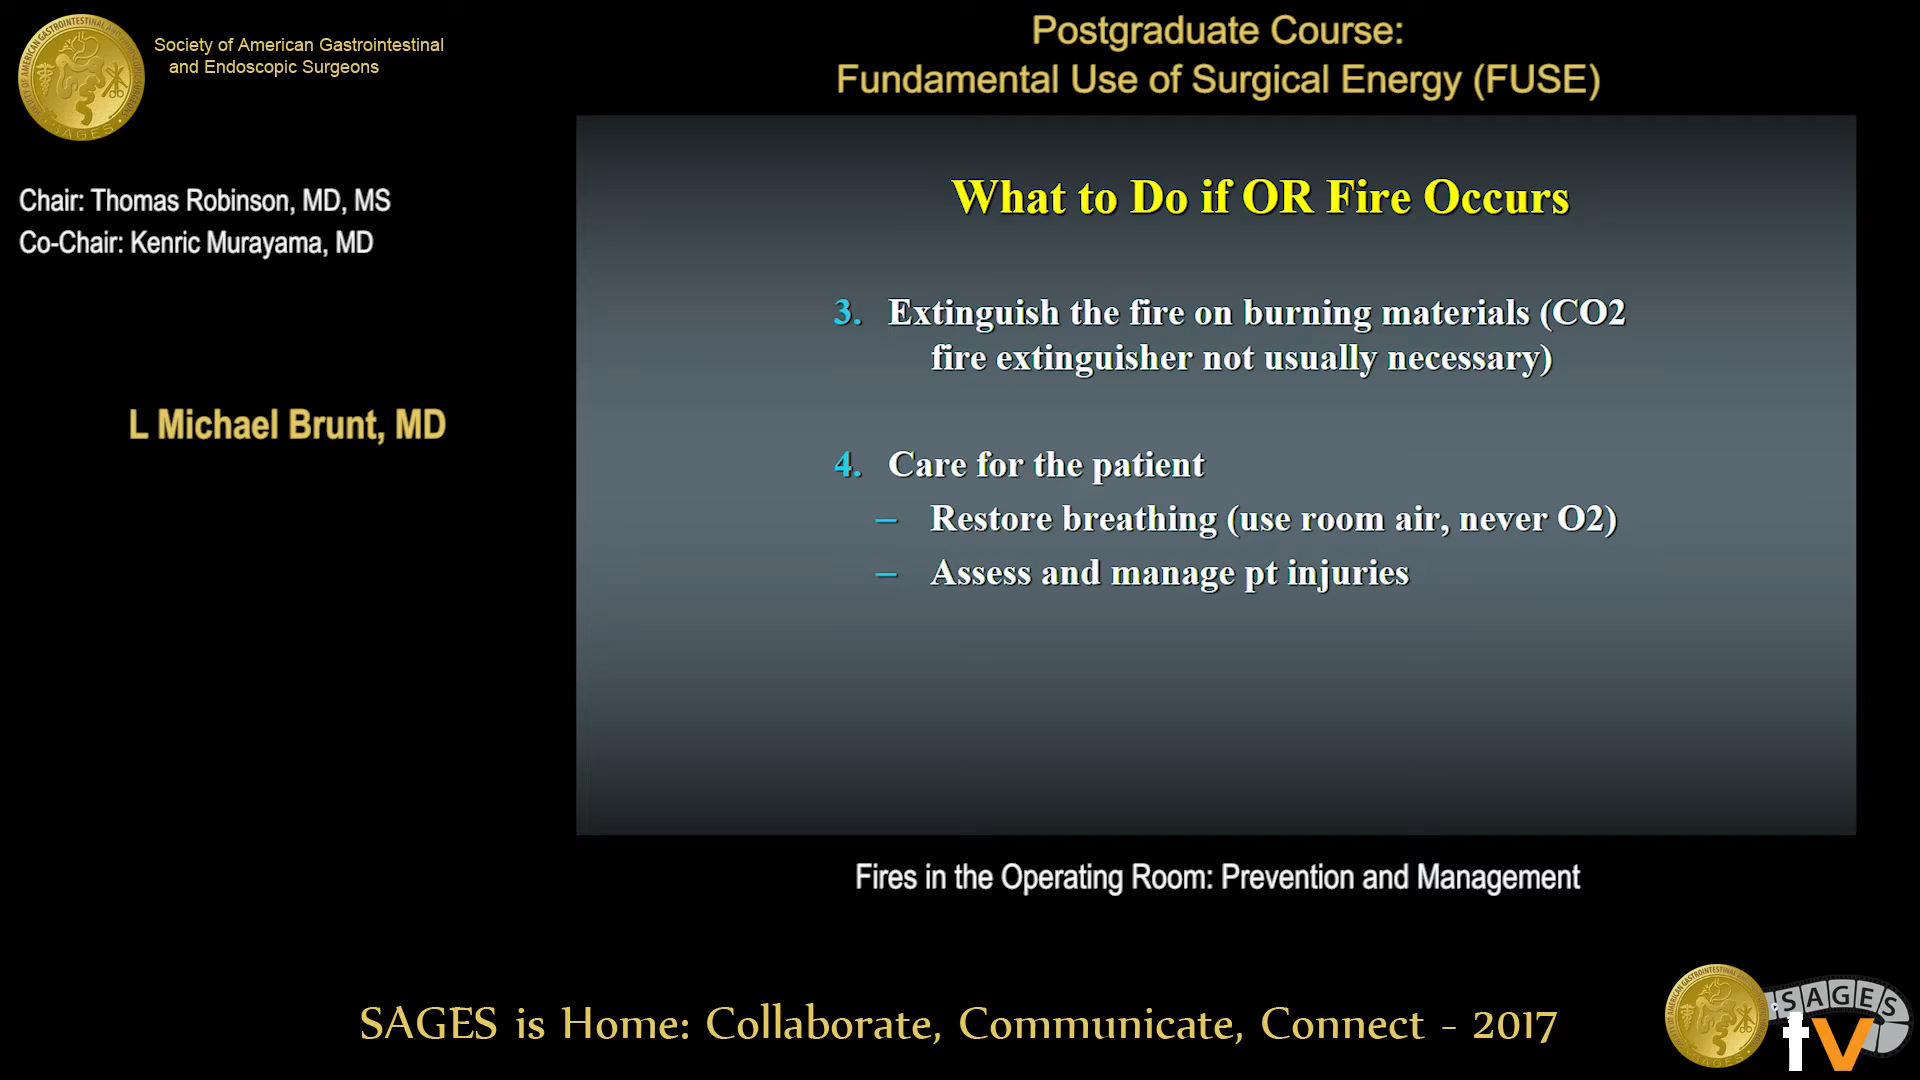 Society of American Gastrointestinal
and Endoscopic Surgeons
Postgraduate Course:
Fundamental Use of Surgical Energy (FUSE)
Chair: Thomas Robinson, MD, MS
Co-Chair: Kenric Murayama, MD
L Michael Brunt, MD
What to Do if OR Fire Occurs
3. Extinguish the fire on burning materials (CO2
fire extinguisher not usually necessary)
4. Care for the patient
– Restore breathing (use room air, never O2)
– Assess and manage pt injuries
Fires in the Operating Room: Prevention and Management
SAGES is Home: Collaborate, Communicate, Connect - 2017
SAGES
tv